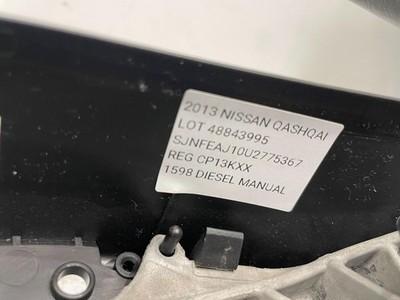 2013 NISSAN QASHQAI
LOT 48843995
SJNFEAJ10U2775367
REG CP13KXX
1598 DIESEL MANUAL